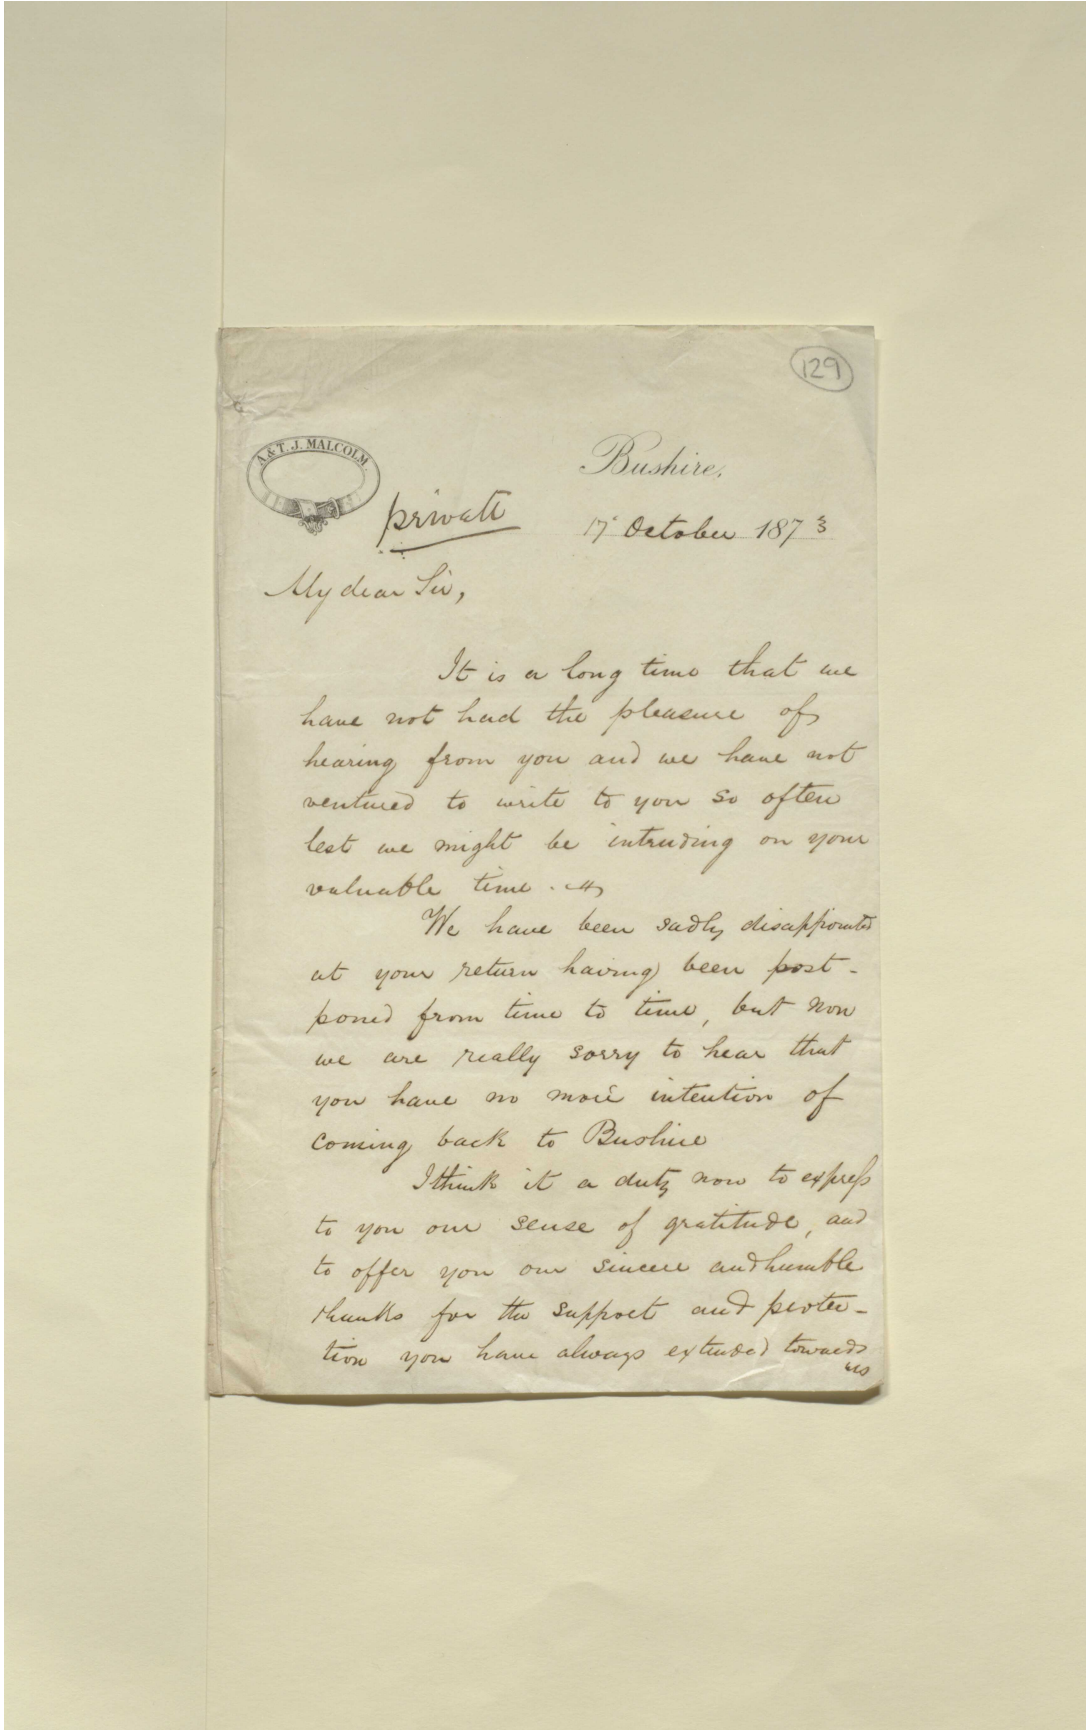 129
A. & T. J. MALCOLM
Bushire,
private
17 October 1873
My dear Sir,
It is a long time that we
have not had the pleasure of
hearing from you and we have not
ventured to write to you so often
lest we might be intruding on your
valuable time.
We have been sadly disappointed
at your return having been post-
poned from time to time, but now
we are really sorry to hear that
you have no more intention of
coming back to Bushire
I think it a duty now to express
to you our sense of gratitude, and
to offer you our sincere and humble
thanks for the support and protec-
tion you have always extended towards
us